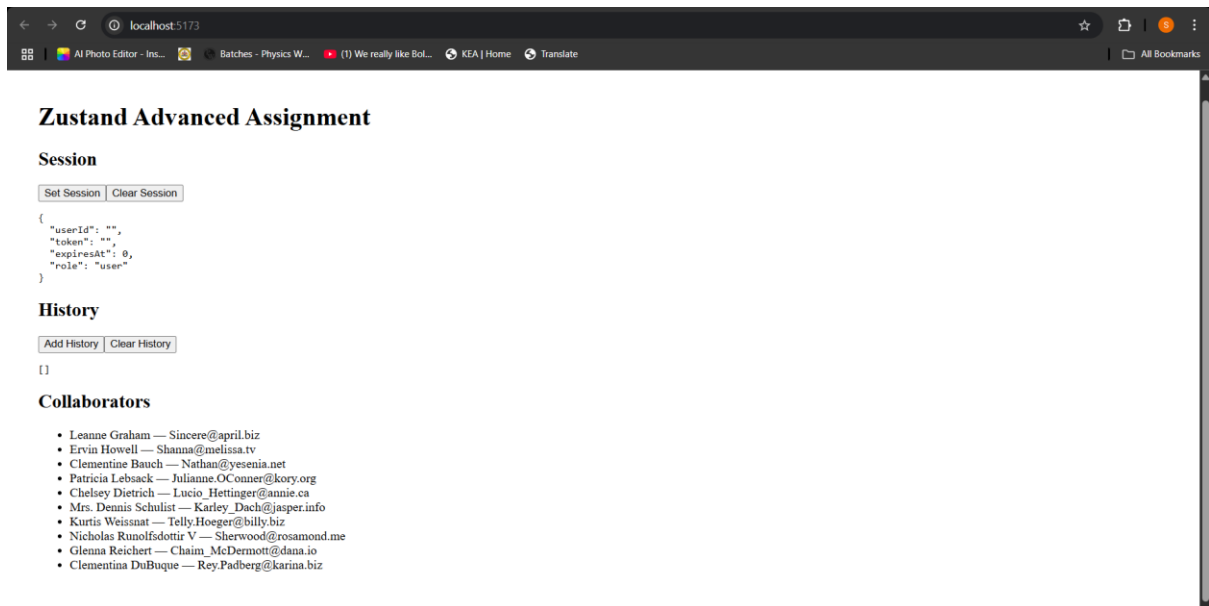 localhost:5173
S
AI Photo Editor - Ins... Batches - Physics W... (1) We really like Bol... KEA | Home Translate All Bookmarks
Zustand Advanced Assignment
Session
Set Session Clear Session
{
"userId": "",
"token": "",
"expiresAt": 0,
"role": "user"
}
History
Add History Clear History
[]
Collaborators
• Leanne Graham — Sincere@april.biz
• Ervin Howell — Shanna@melissa.tv
• Clementine Bauch — Nathan@yesenia.net
• Patricia Lebsack — Julianne.OConner@kory.org
• Chelsey Dietrich — Lucio_Hettinger@annie.ca
• Mrs. Dennis Schulist — Karley_Dach@jasper.info
• Kurtis Weissnat — Telly.Hoeger@billy.biz
• Nicholas Runolfsdottir V — Sherwood@rosamond.me
• Glenna Reichert — Chaim_McDermott@dana.io
• Clementina DuBuque — Rey.Padberg@karina.biz